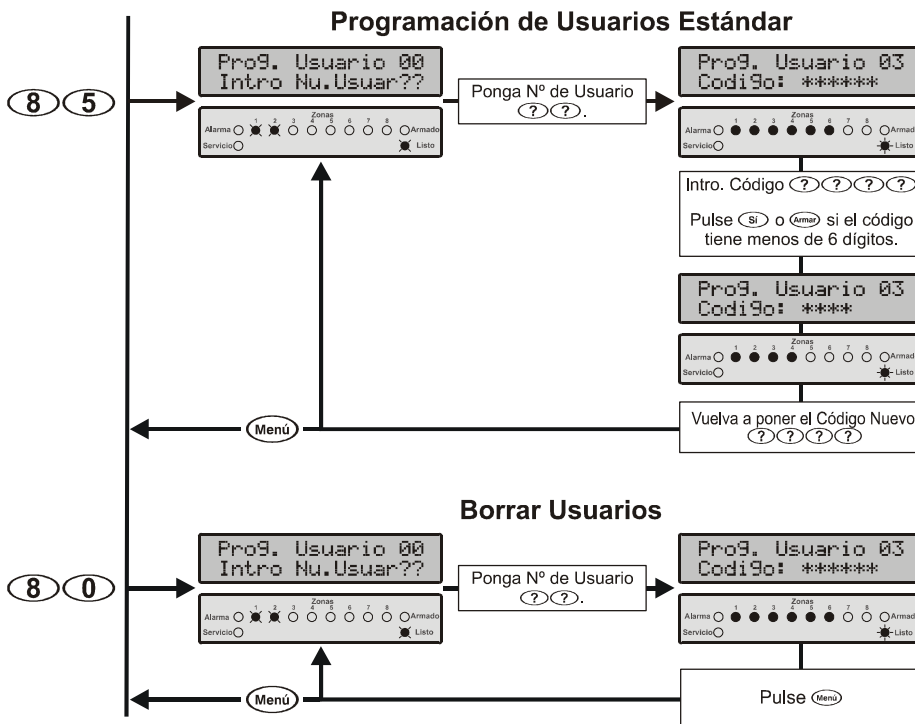 Programación de Usuarios Estándar
8 5
Prog. Usuario 00
Intro Nu.Usuar??
Zonas
1 2 3 4 5 6 7 8
Alarma Armado
Servicio Listo
Ponga Nº de Usuario
? ? .
Prog. Usuario 03
Codigo: ******
Zonas
1 2 3 4 5 6 7 8
Alarma Armado
Servicio Listo
Intro. Código ? ? ? ?
Pulse Sí o Armar si el código
tiene menos de 6 dígitos.
Prog. Usuario 03
Codigo: ****
Zonas
1 2 3 4 5 6 7 8
Alarma Armado
Servicio Listo
Vuelva a poner el Código Nuevo
? ? ? ?
Menú
Borrar Usuarios
8 0
Prog. Usuario 00
Intro Nu.Usuar??
Zonas
1 2 3 4 5 6 7 8
Alarma Armado
Servicio Listo
Ponga Nº de Usuario
? ? .
Prog. Usuario 03
Codigo: ******
Zonas
1 2 3 4 5 6 7 8
Alarma Armado
Servicio Listo
Pulse Menú
Menú